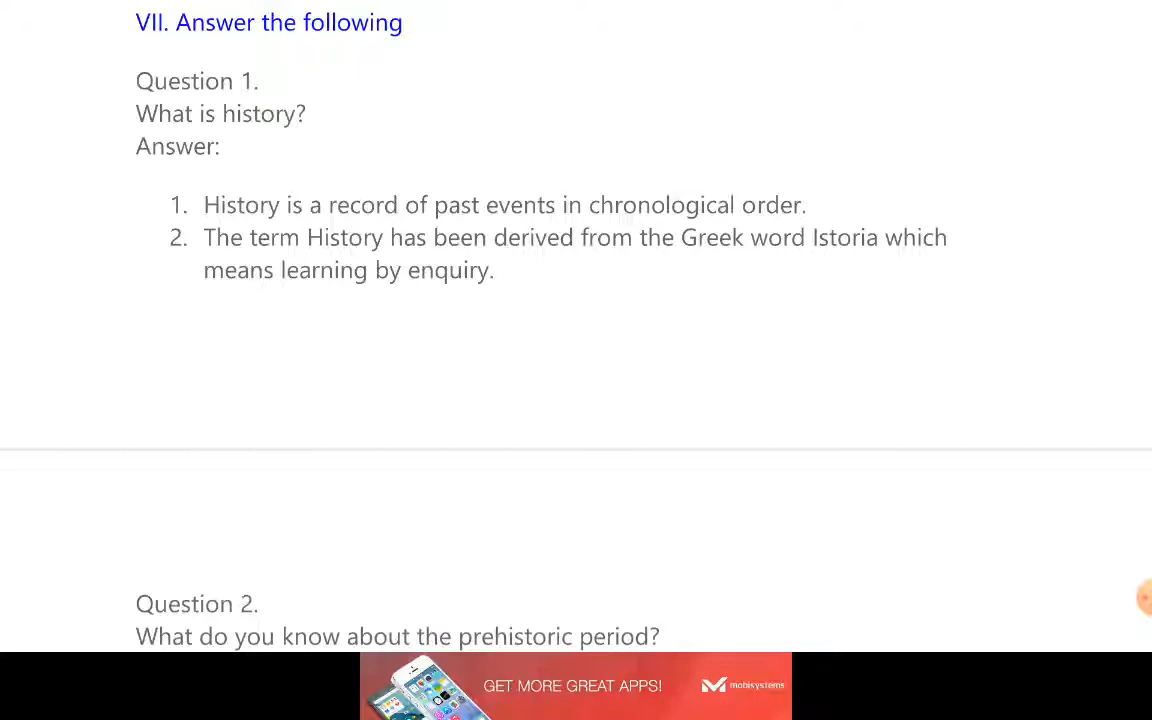 VII. Answer the following
Question 1.
What is history?
Answer:
1. History is a record of past events in chronological order.
2. The term History has been derived from the Greek word Istoria which
means learning by enquiry.
Question 2.
What do you know about the prehistoric period?
GET MORE GREAT APPS! mobisystems